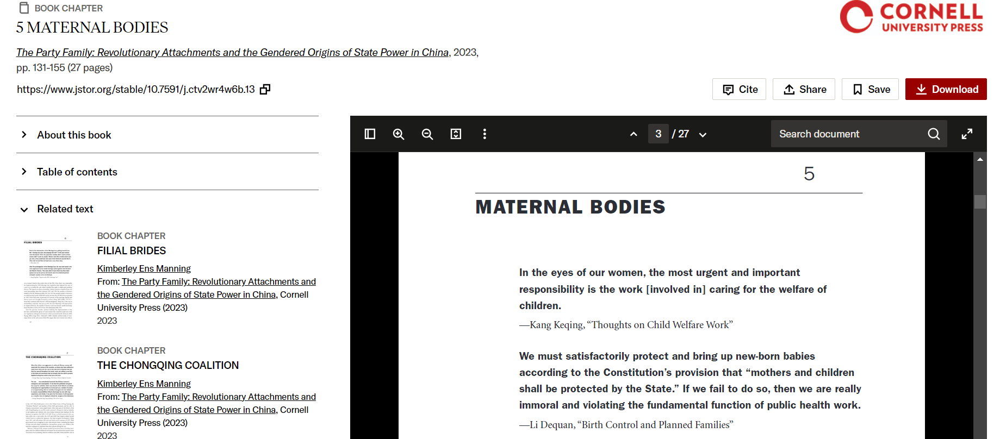 BOOK CHAPTER
5 MATERNAL BODIES
The Party Family: Revolutionary Attachments and the Gendered Origins of State Power in China, 2023,
pp. 131-155 (27 pages)
https://www.jstor.org/stable/10.7591/j.ctv2wr4w6b.13
CORNELL
UNIVERSITY PRESS
Cite
Share
Save
Download
About this book
Table of contents
Related text
FILIAL BRIDES
BOOK CHAPTER
FILIAL BRIDES
Kimberley Ens Manning
From: The Party Family: Revolutionary Attachments and
the Gendered Origins of State Power in China, Cornell
University Press (2023)
2023
THE CHONGQING COALITION
BOOK CHAPTER
THE CHONGQING COALITION
Kimberley Ens Manning
From: The Party Family: Revolutionary Attachments and
the Gendered Origins of State Power in China, Cornell
University Press (2023)
2023
3 / 27
Search document
5
MATERNAL BODIES
In the eyes of our women, the most urgent and important
responsibility is the work [involved in] caring for the welfare of
children.
—Kang Keqing, “Thoughts on Child Welfare Work”
We must satisfactorily protect and bring up new-born babies
according to the Constitution’s provision that “mothers and children
shall be protected by the State.” If we fail to do so, then we are really
immoral and violating the fundamental function of public health work.
—Li Dequan, “Birth Control and Planned Families”